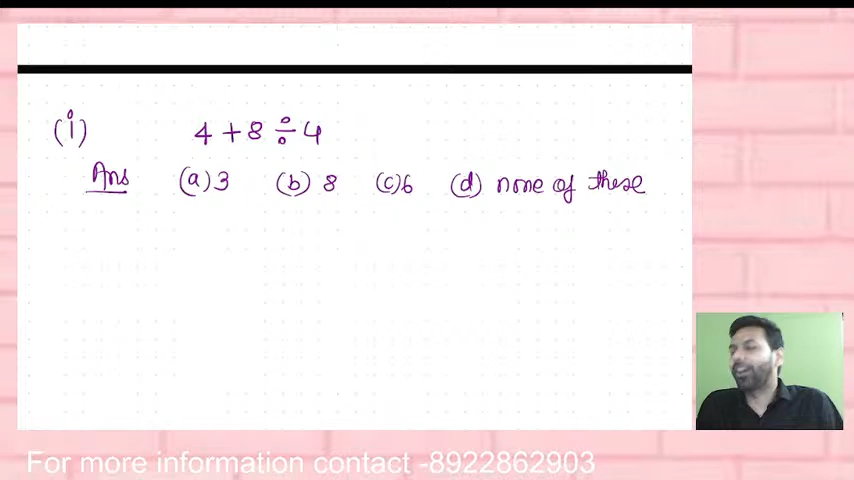 (i) 4 + 8 ÷ 4
Ans (a) 3 (b) 8 (c) 6 (d) none of these
For more information contact -8922862903